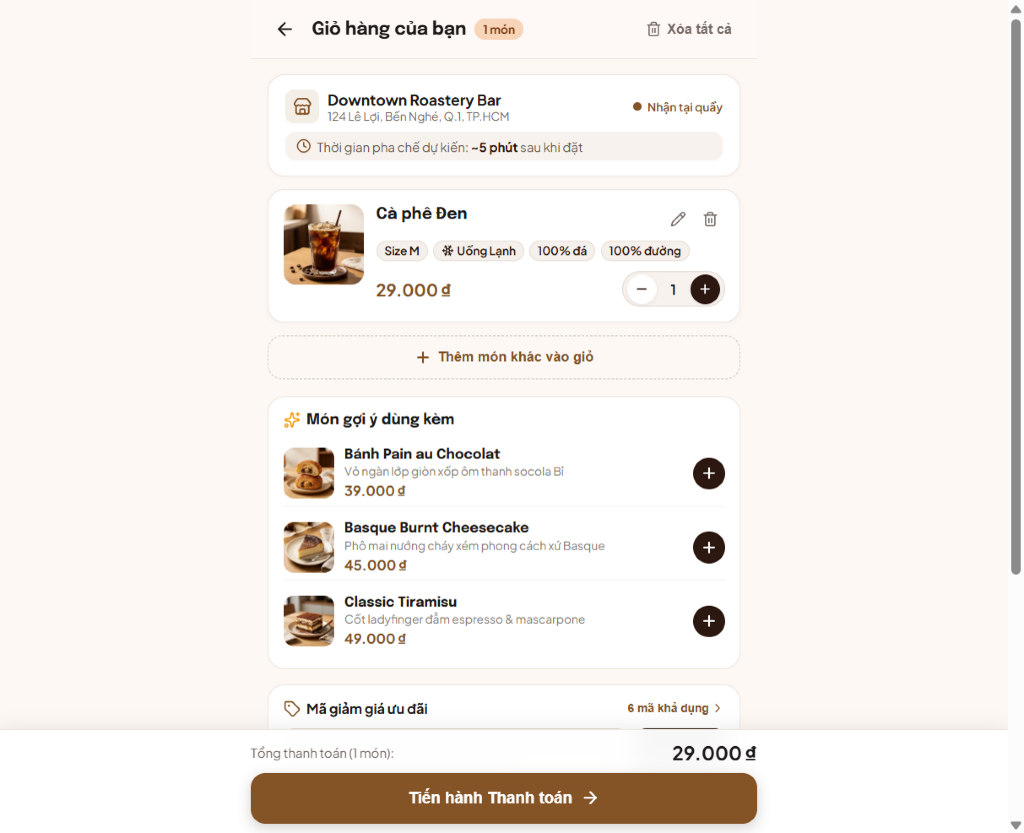 Giỏ hàng của bạn 1 món Xóa tất cả
Downtown Roastery Bar
124 Lê Lợi, Bến Nghé, Q.1, TP.HCM
Nhận tại quầy
Thời gian pha chế dự kiến: ~5 phút sau khi đặt
Cà phê Đen
Size M Uống Lạnh 100% đá 100% đường
29.000 đ
1
Thêm món khác vào giỏ
Món gợi ý dùng kèm
Bánh Pain au Chocolat
Vỏ ngàn lớp giòn xốp ôm thanh socola Bỉ
39.000 đ
Basque Burnt Cheesecake
Phô mai nướng cháy xém phong cách xứ Basque
45.000 đ
Classic Tiramisu
Cốt ladyfinger đẫm espresso & mascarpone
49.000 đ
Mã giảm giá ưu đãi 6 mã khả dụng
Tổng thanh toán (1 món): 29.000 đ
Tiến hành Thanh toán